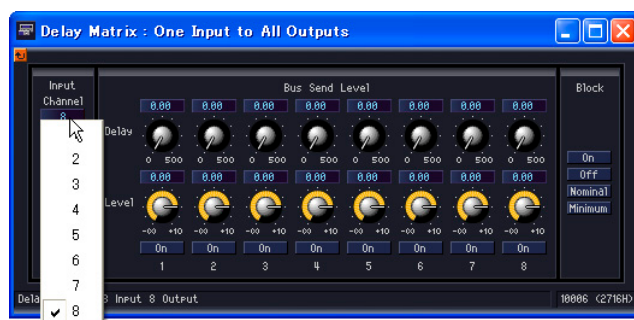 Delay Matrix : One Input to All Outputs
Input
Channel
8
Bus Send Level
Block
0.00 0.00 0.00 0.00 0.00 0.00 0.00 0.00
Delay
0 500 0 500 0 500 0 500 0 500 0 500 0 500 0 500
0.00 0.00 0.00 0.00 0.00 0.00 0.00 0.00
Level
-∞ +10 -∞ +10 -∞ +10 -∞ +10 -∞ +10 -∞ +10 -∞ +10 -∞ +10
On On On On On On On On
1 2 3 4 5 6 7 8
On
Off
Nominal
Minimum
2
3
4
5
6
7
✓ 8
Input 8 Output
10006 (2716H)